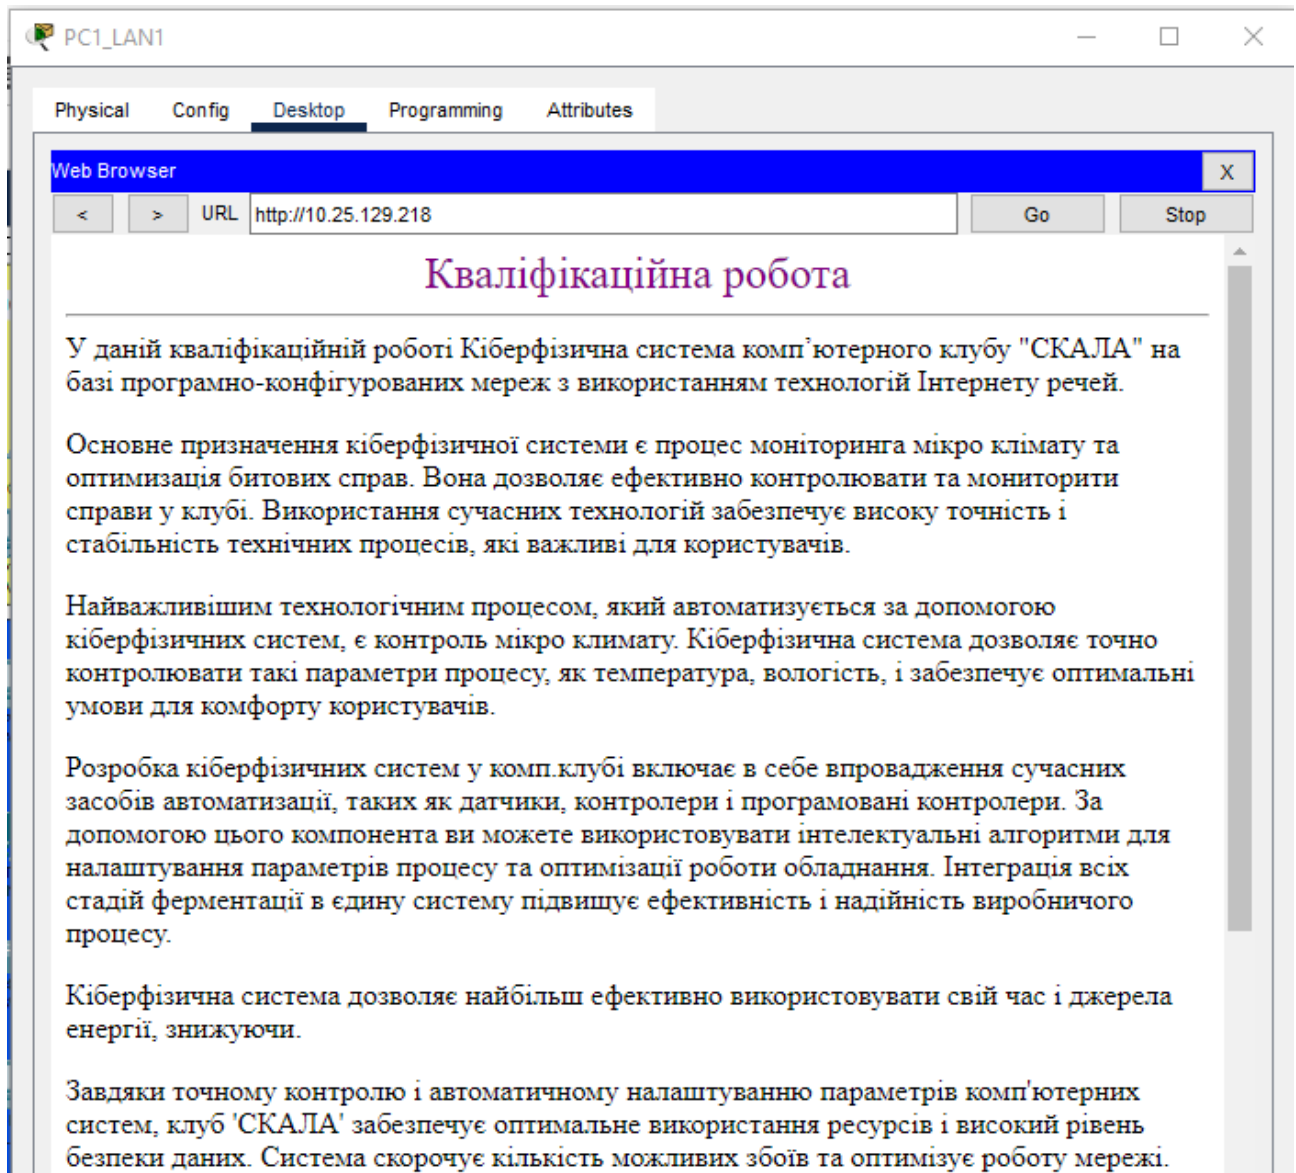 PC1_LAN1
Physical Config Desktop Programming Attributes
Web Browser X
< > URL http://10.25.129.218 Go Stop
Кваліфікаційна робота
У даній кваліфікаційній роботі Кіберфізична система комп’ютерного клубу "СКАЛА" на
базі програмно-конфігурованих мереж з використанням технологій Інтернету речей.
Основне призначення кіберфізичної системи є процес моніторинга мікро клімату та
оптимизація битових справ. Вона дозволяє ефективно контролювати та мониторити
справи у клубі. Використання сучасних технологій забезпечує високу точність і
стабільність технічних процесів, які важливі для користувачів.
Найважливішим технологічним процесом, який автоматизується за допомогою
кіберфізичних систем, є контроль мікро климату. Кіберфізична система дозволяє точно
контролювати такі параметри процесу, як температура, вологість, і забезпечує оптимальні
умови для комфорту користувачів.
Розробка кіберфізичних систем у комп.клубі включає в себе впровадження сучасних
засобів автоматизації, таких як датчики, контролери і програмовані контролери. За
допомогою цього компонента ви можете використовувати інтелектуальні алгоритми для
налаштування параметрів процесу та оптимізації роботи обладнання. Інтеграція всіх
стадій ферментації в єдину систему підвищує ефективність і надійність виробничого
процесу.
Кіберфізична система дозволяє найбільш ефективно використовувати свій час і джерела
енергії, знижуючи.
Завдяки точному контролю і автоматичному налаштуванню параметрів комп'ютерних
систем, клуб 'СКАЛА' забезпечує оптимальне використання ресурсів і високий рівень
безпеки даних. Система скорочує кількість можливих збоїв та оптимізує роботу мережі.